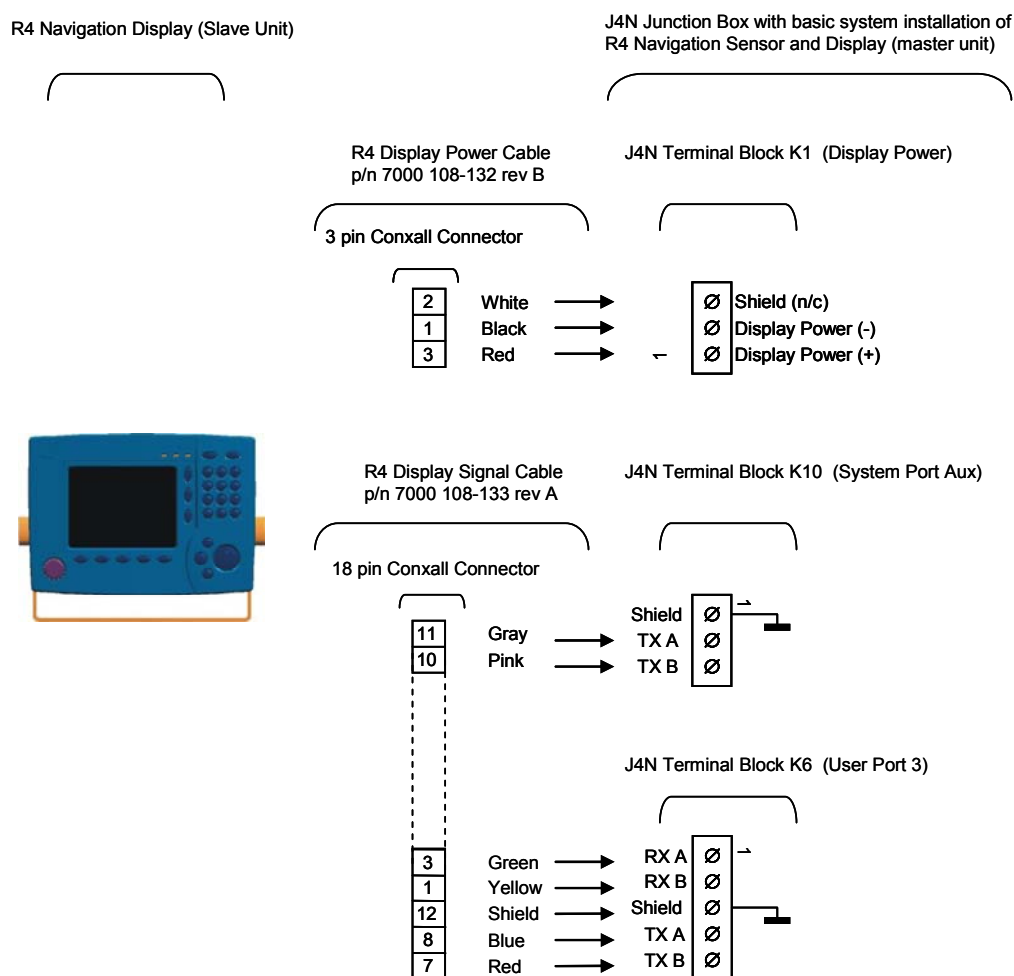 R4 Navigation Display (Slave Unit)
J4N Junction Box with basic system installation of
R4 Navigation Sensor and Display (master unit)
R4 Display Power Cable
p/n 7000 108-132 rev B
J4N Terminal Block K1 (Display Power)
3 pin Conxall Connector
2 White Shield (n/c)
1 Black Display Power (-)
3 Red 1 Display Power (+)
R4 Display Signal Cable
p/n 7000 108-133 rev A
J4N Terminal Block K10 (System Port Aux)
18 pin Conxall Connector
Shield 1
11 Gray TX A
10 Pink TX B
J4N Terminal Block K6 (User Port 3)
3 Green RX A 1
1 Yellow RX B
12 Shield Shield
8 Blue TX A
7 Red TX B